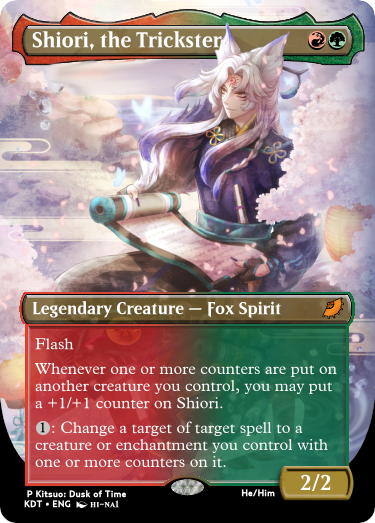 Shiori, the Trickster
Legendary Creature — Fox Spirit
Flash
Whenever one or more counters are put on
another creature you control, you may put
a +1/+1 counter on Shiori.
1: Change a target of target spell to a
creature or enchantment you control with
one or more counters on it.
2/2
P Kitsuo: Dusk of Time
He/Him
KDT • ENG HI-NAÏ